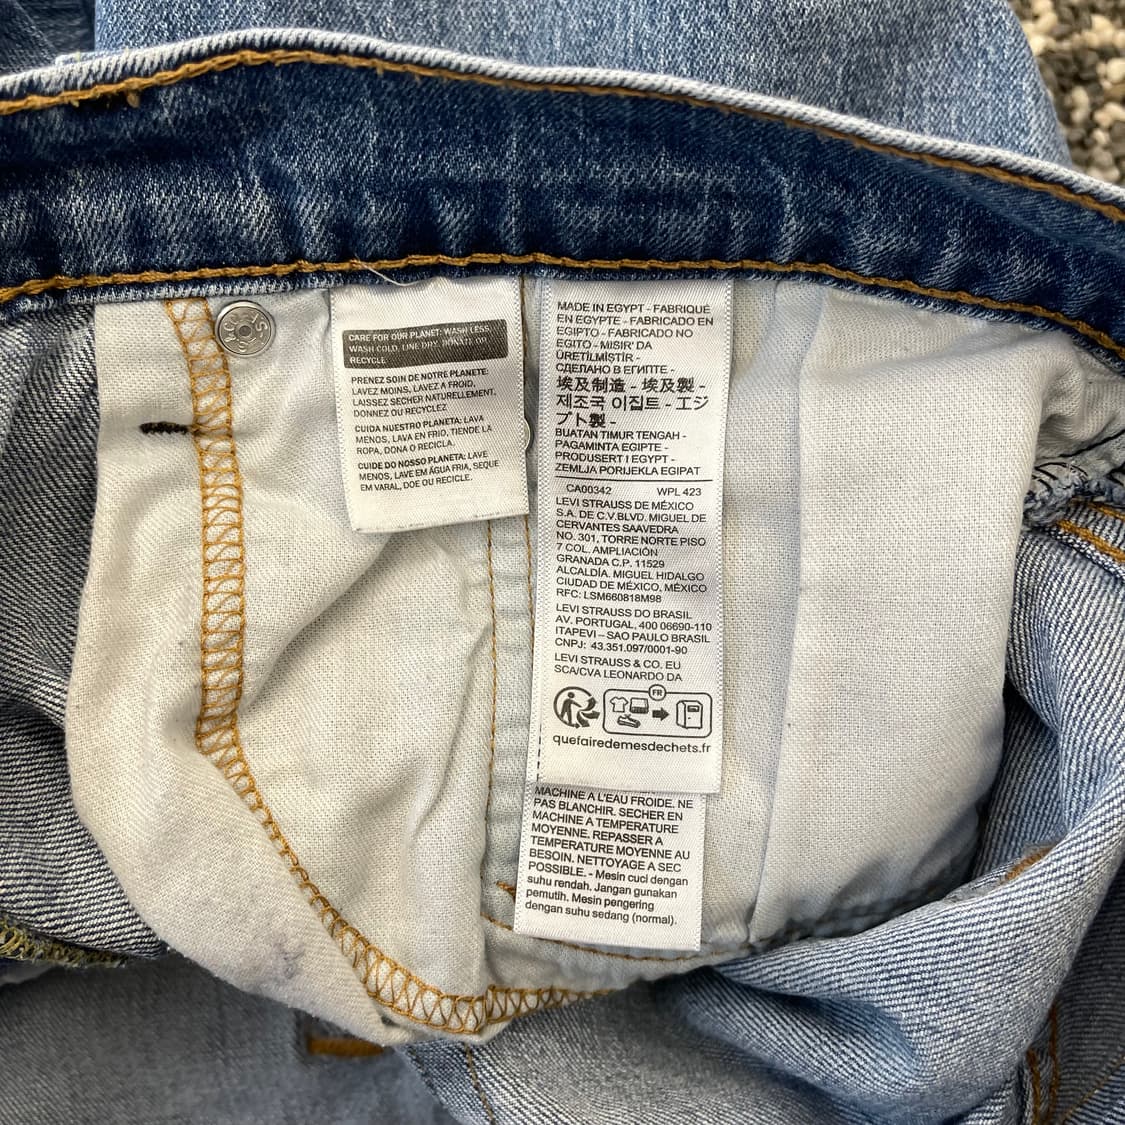 CARE FOR OUR PLANET: WASH LESS,
WASH COLD, LINE DRY, DONATE OR
RECYCLE
PRENEZ SOIN DE NOTRE PLANETE:
LAVEZ MOINS, LAVEZ A FROID,
LAISSEZ SECHER NATURELLEMENT,
DONNEZ OU RECYCLEZ
CUIDA NUESTRO PLANETA: LAVA
MENOS, LAVA EN FRIO, TIENDE LA
ROPA, DONA O RECICLA.
CUIDE DO NOSSO PLANETA: LAVE
MENOS, LAVE EM ÁGUA FRIA, SEQUE
EM VARAL, DOE OU RECICLE.
MADE IN EGYPT - FABRIQUÉ
EN EGYPTE - FABRICADO EN
EGIPTO - FABRICADO NO
EGITO - MISIR' DA
ÜRETİLMİŞTİR -
СДЕЛАНО В ЕГИПТЕ -
埃及制造 - 埃及製 -
제조국 이집트 - エジ
プト製 -
BUATAN TIMUR TENGAH -
PAGAMINTA EGIPTE -
PRODUSERT I EGYPT -
ZEMLJA PORIJEKLA EGIPAT
CA00342 WPL 423
LEVI STRAUSS DE MÉXICO
S.A. DE C.V.BLVD. MIGUEL DE
CERVANTES SAAVEDRA
NO. 301, TORRE NORTE PISO
7 COL. AMPLIACIÓN
GRANADA C.P. 11529
ALCALDÍA. MIGUEL HIDALGO
CIUDAD DE MÉXICO, MÉXICO
RFC: LSM660818M98
LEVI STRAUSS DO BRASIL
AV. PORTUGAL, 400 06690-110
ITAPEVI – SAO PAULO BRASIL
CNPJ: 43.351.097/0001-90
LEVI STRAUSS & CO. EU
SCA/CVA LEONARDO DA
FR
quefairedemesdechets.fr
MACHINE A L'EAU FROIDE. NE
PAS BLANCHIR. SECHER EN
MACHINE A TEMPERATURE
MOYENNE. REPASSER A
TEMPERATURE MOYENNE AU
BESOIN. NETTOYAGE A SEC
POSSIBLE. - Mesin cuci dengan
suhu rendah. Jangan gunakan
pemutih. Mesin pengering
dengan suhu sedang (normal).